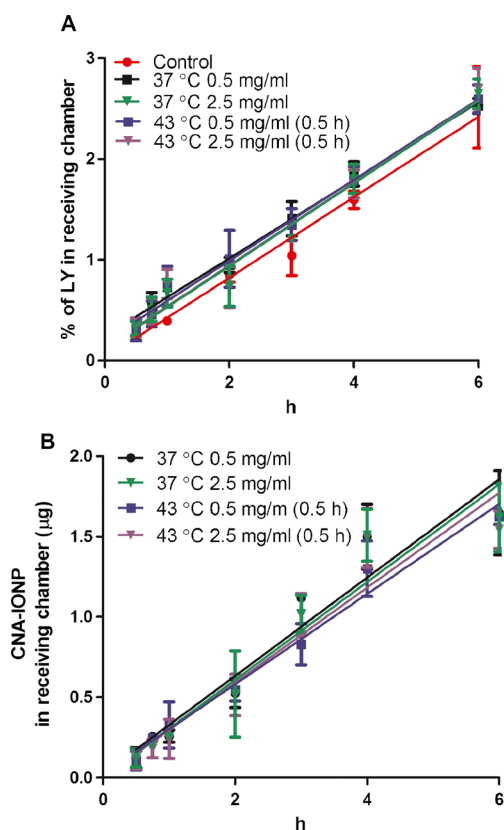 A
Control
37 °C 0.5 mg/ml
37 °C 2.5 mg/ml
43 °C 0.5 mg/ml (0.5 h)
43 °C 2.5 mg/ml (0.5 h)
% of LY in receiving chamber
3
2
1
0
0
2
4
6
h
B
37 °C 0.5 mg/ml
37 °C 2.5 mg/ml
43 °C 0.5 mg/m (0.5 h)
43 °C 2.5 mg/ml (0.5 h)
CNA-IONP
in receiving chamber (µg)
2.0
1.5
1.0
0.5
0.0
0
2
4
6
h